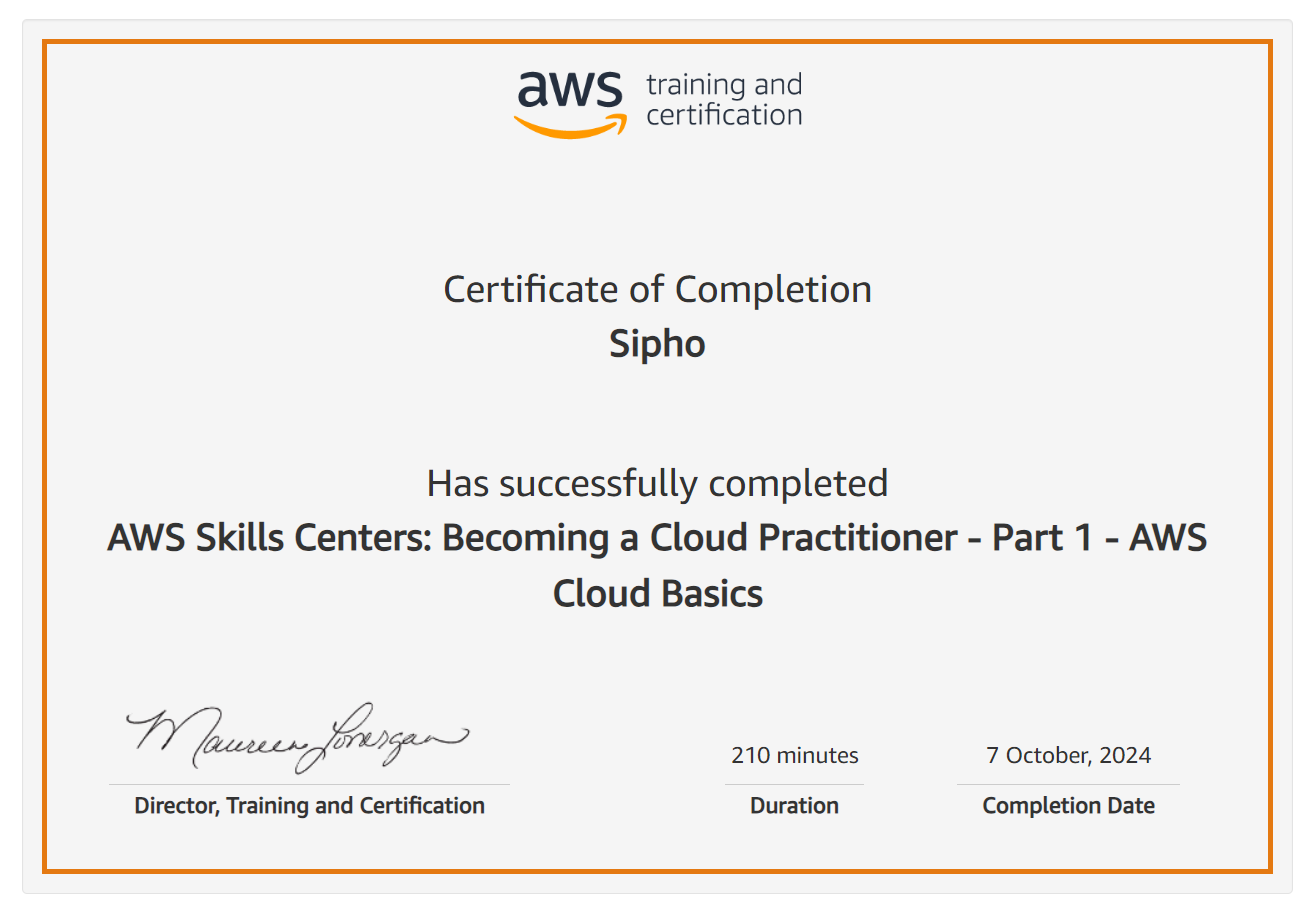 aws training and
certification
Certificate of Completion
Sipho
Has successfully completed
AWS Skills Centers: Becoming a Cloud Practitioner - Part 1 - AWS
Cloud Basics
Maureen Lonergan
Director, Training and Certification
210 minutes
Duration
7 October, 2024
Completion Date